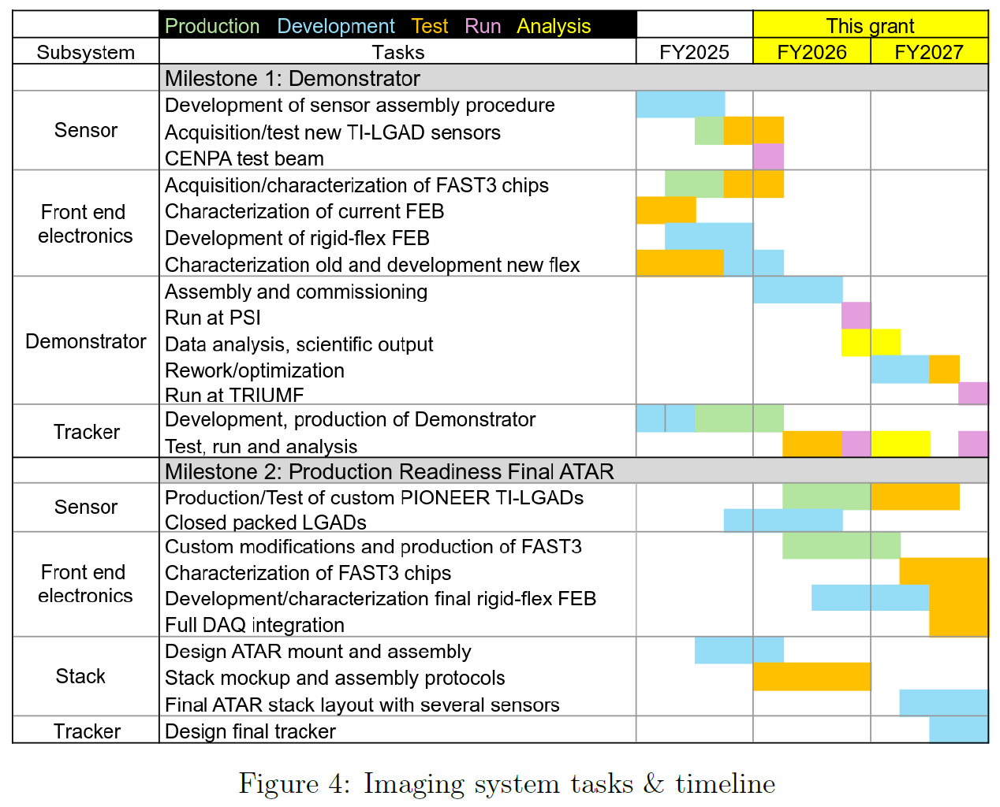 Production Development Test Run Analysis This grant
Subsystem Tasks FY2025 FY2026 FY2027
Milestone 1: Demonstrator
Sensor
Development of sensor assembly procedure
Acquisition/test new TI-LGAD sensors
CENPA test beam
Front end
electronics
Acquisition/characterization of FAST3 chips
Characterization of current FEB
Development of rigid-flex FEB
Characterization old and development new flex
Demonstrator
Assembly and commissioning
Run at PSI
Data analysis, scientific output
Rework/optimization
Run at TRIUMF
Tracker
Development, production of Demonstrator
Test, run and analysis
Milestone 2: Production Readiness Final ATAR
Sensor
Production/Test of custom PIONEER TI-LGADs
Closed packed LGADs
Front end
electronics
Custom modifications and production of FAST3
Characterization of FAST3 chips
Development/characterization final rigid-flex FEB
Full DAQ integration
Stack
Design ATAR mount and assembly
Stack mockup and assembly protocols
Final ATAR stack layout with several sensors
Tracker
Design final tracker
Figure 4: Imaging system tasks & timeline